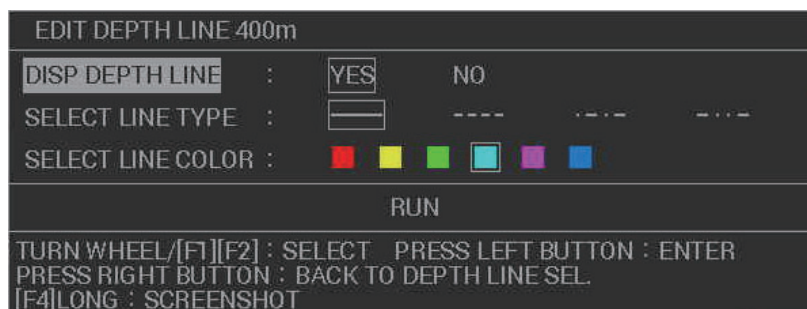 EDIT DEPTH LINE 400m
DISP DEPTH LINE : YES NO
SELECT LINE TYPE :
SELECT LINE COLOR :
RUN
TURN WHEEL/[F1][F2] : SELECT PRESS LEFT BUTTON : ENTER
PRESS RIGHT BUTTON : BACK TO DEPTH LINE SEL.
[F4]LONG : SCREENSHOT